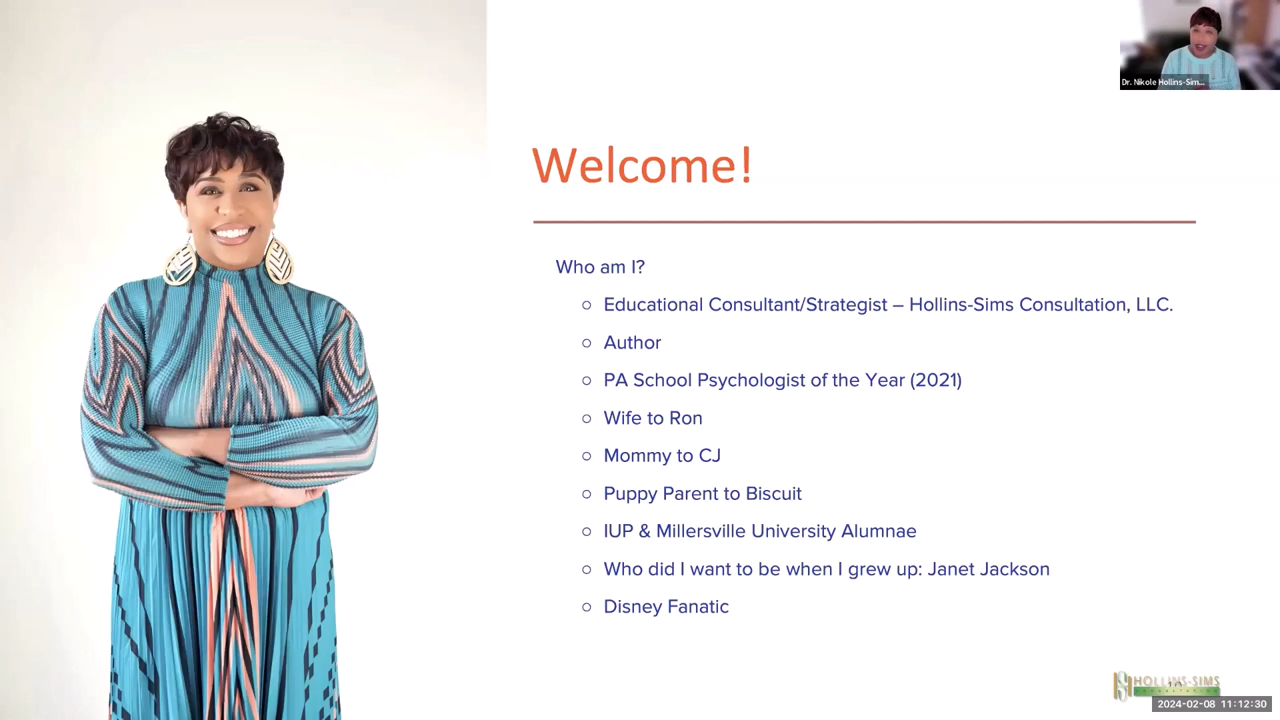 Dr. Nikole Hollins-Sim...
Welcome!
Who am I?
○ Educational Consultant/Strategist – Hollins-Sims Consultation, LLC.
○ Author
○ PA School Psychologist of the Year (2021)
○ Wife to Ron
○ Mommy to CJ
○ Puppy Parent to Biscuit
○ IUP & Millersville University Alumnae
○ Who did I want to be when I grew up: Janet Jackson
○ Disney Fanatic
HOLLINS-SIMS
2024-02-08 11:12:30